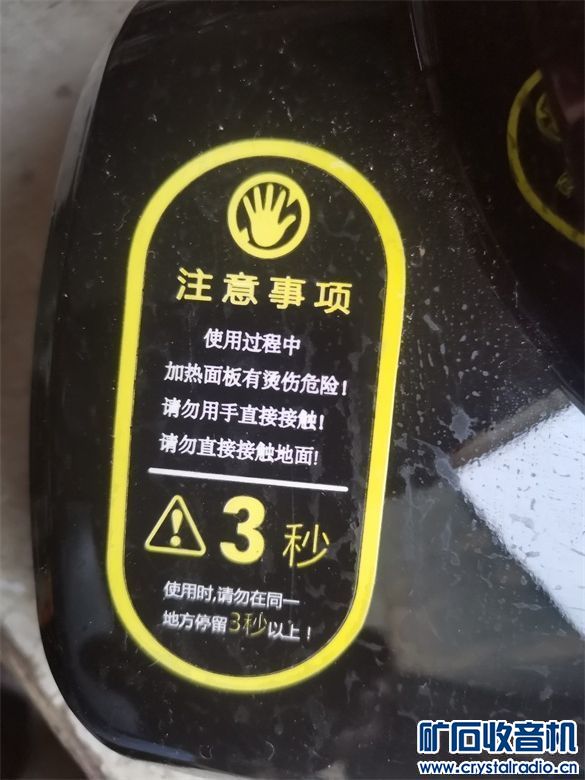 注意事项
使用过程中
加热面板有烫伤危险!
请勿用手直接接触!
请勿直接接触地面!
3秒
使用时,请勿在同一
地方停留3秒以上!
矿石收音机
www.crystalradio.cn